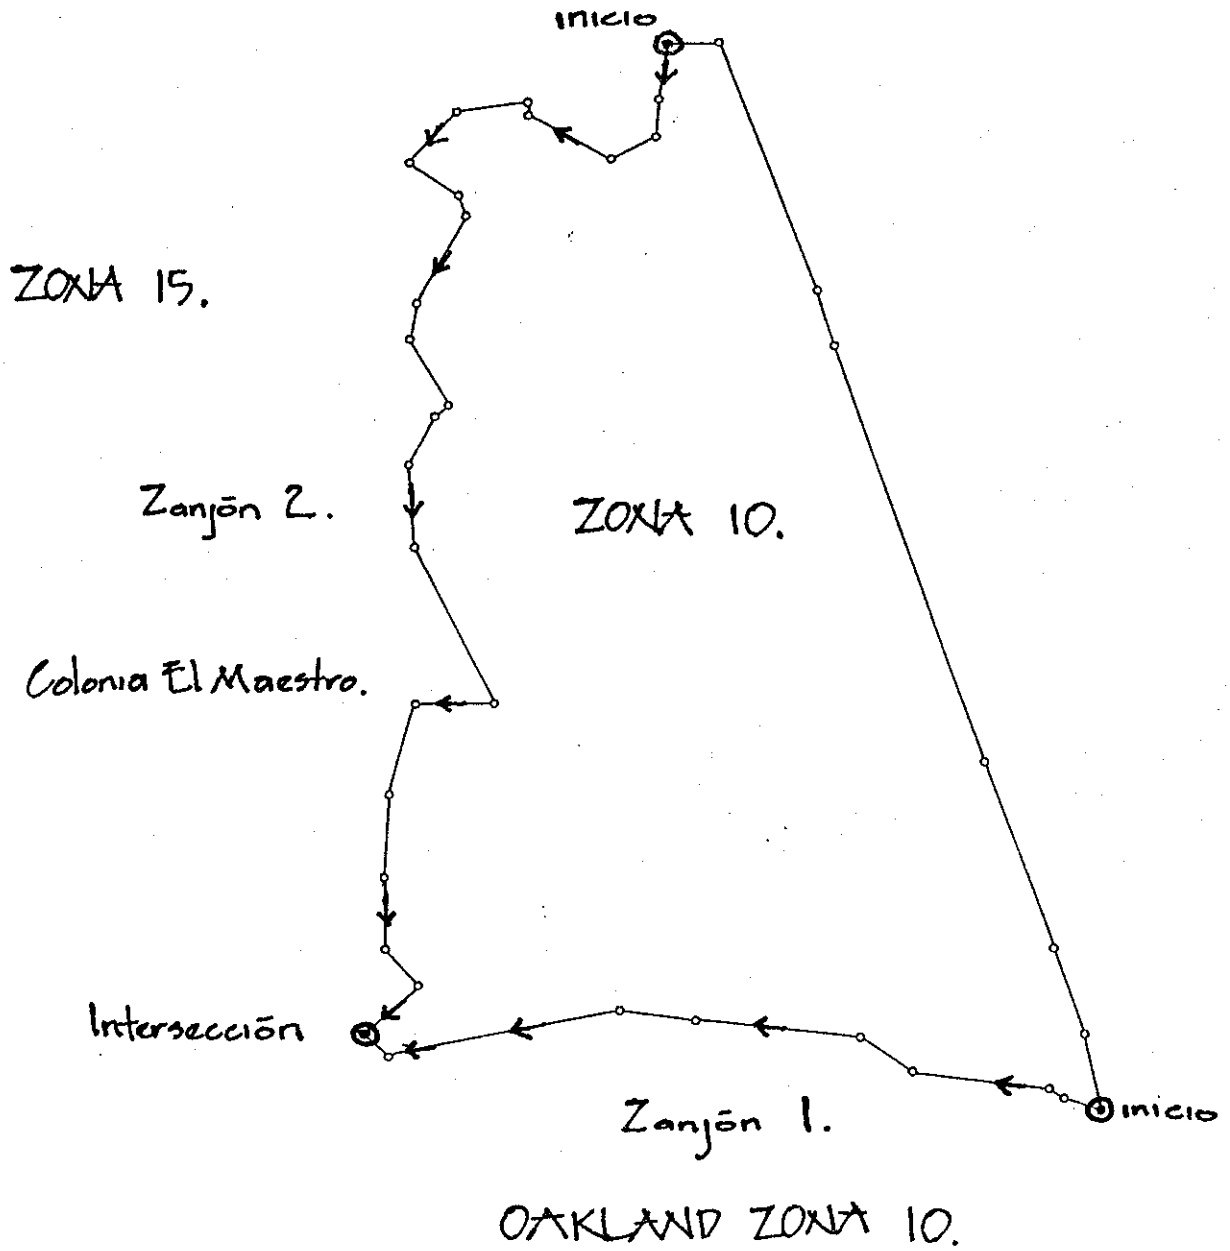 inicio
ZONA 15.
Zanjón 2.
ZONA 10.
Colonia El Maestro.
Intersección
Zanjón 1.
inicio
OAKLAND ZONA 10.